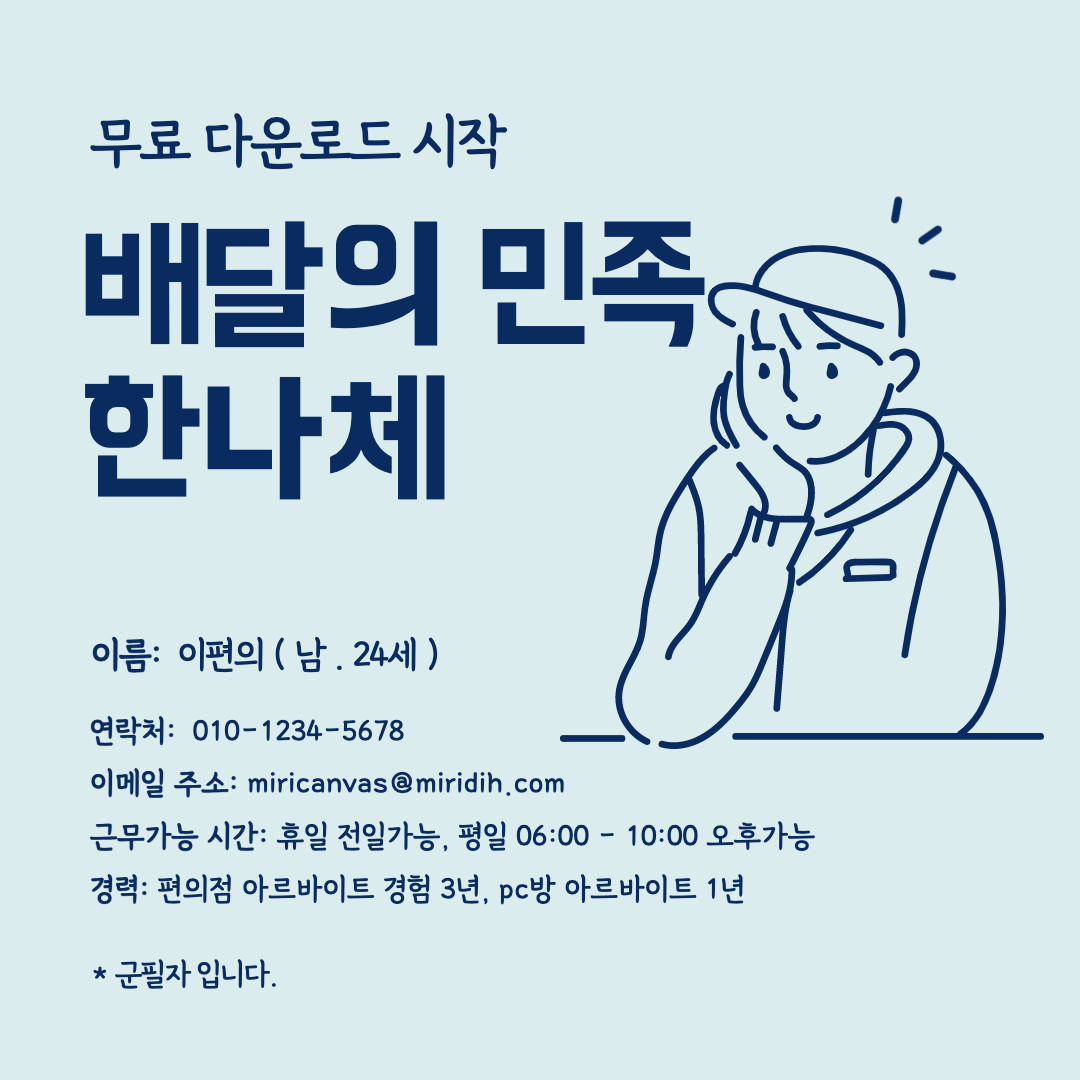 무료 다운로드 시작
배달의 민족
한나체
이름: 이편의 ( 남 . 24세 )
연락처: 010-1234-5678
이메일 주소: miricanvas@miridih.com
근무가능 시간: 휴일 전일가능, 평일 06:00 - 10:00 오후가능
경력: 편의점 아르바이트 경험 3년, pc방 아르바이트 1년
* 군필자 입니다.